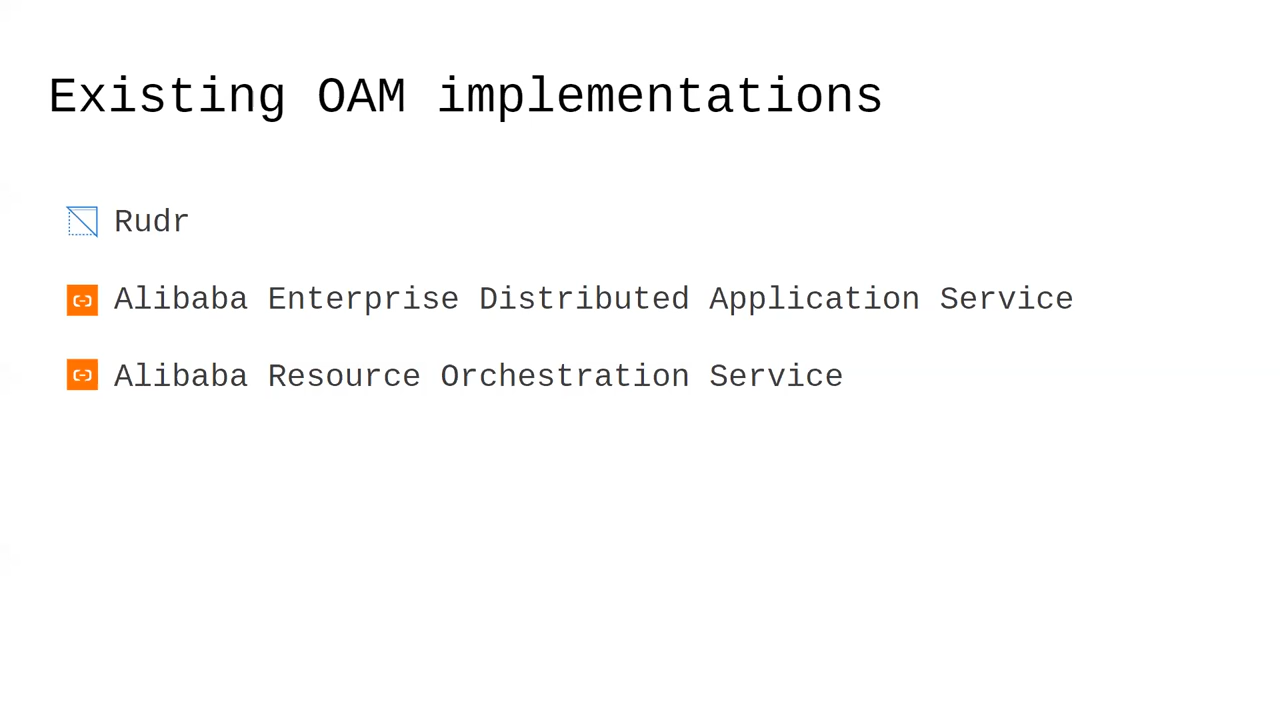 Existing OAM implementations
Rudr
Alibaba Enterprise Distributed Application Service
Alibaba Resource Orchestration Service